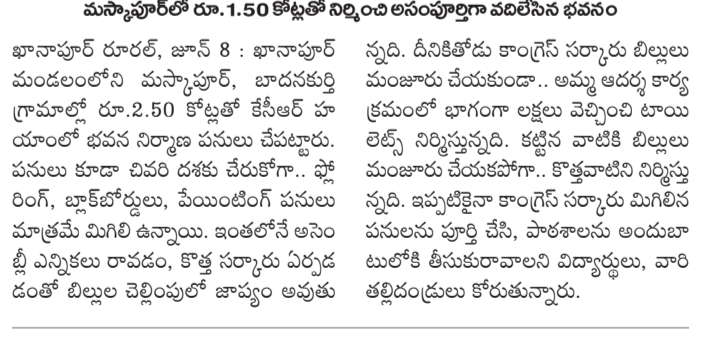 మస్కాపూర్‌లో రూ.1.50 కోట్లతో నిర్మించి అసంపూర్తిగా వదిలేసిన భవనం
ఖానాపూర్ రూరల్, జూన్ 8 : ఖానాపూర్
మండలంలోని మస్కాపూర్, బాదనకుర్తి
గ్రామాల్లో రూ.2.50 కోట్లతో కేసీఆర్ హ
యాంలో భవన నిర్మాణ పనులు చేపట్టారు.
పనులు కూడా చివరి దశకు చేరుకోగా.. ఫ్లో
రింగ్, బ్లాక్‌బోర్డులు, పేయింటింగ్ పనులు
మాత్రమే మిగిలి ఉన్నాయి. ఇంతలోనే అసెం
బ్లీ ఎన్నికలు రావడం, కొత్త సర్కారు ఏర్పడ
డంతో బిల్లుల చెల్లింపులో జాప్యం అవుతు
న్నది. దీనికితోడు కాంగ్రెస్ సర్కారు బిల్లులు
మంజూరు చేయకుండా.. అమ్మ ఆదర్శ కార్య
క్రమంలో భాగంగా లక్షలు వెచ్చించి టాయి
లెట్స్ నిర్మిస్తున్నది. కట్టిన వాటికి బిల్లులు
మంజూరు చేయకపోగా.. కొత్తవాటిని నిర్మిస్తు
న్నది. ఇప్పటికైనా కాంగ్రెస్ సర్కారు మిగిలిన
పనులను పూర్తి చేసి, పాఠశాలను అందుబా
టులోకి తీసుకురావాలని విద్యార్థులు, వారి
తల్లిదండ్రులు కోరుతున్నారు.